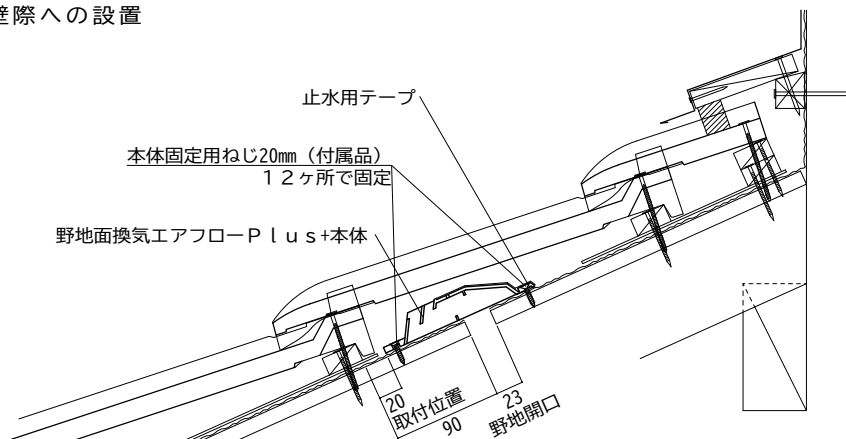 壁際への設置
止水用テープ
本体固定用ねじ20㎜（付属品）
１２ヶ所で固定
野地面換気エアフローＰｌｕｓ+本体
20
取付位置
90
23
野地開口